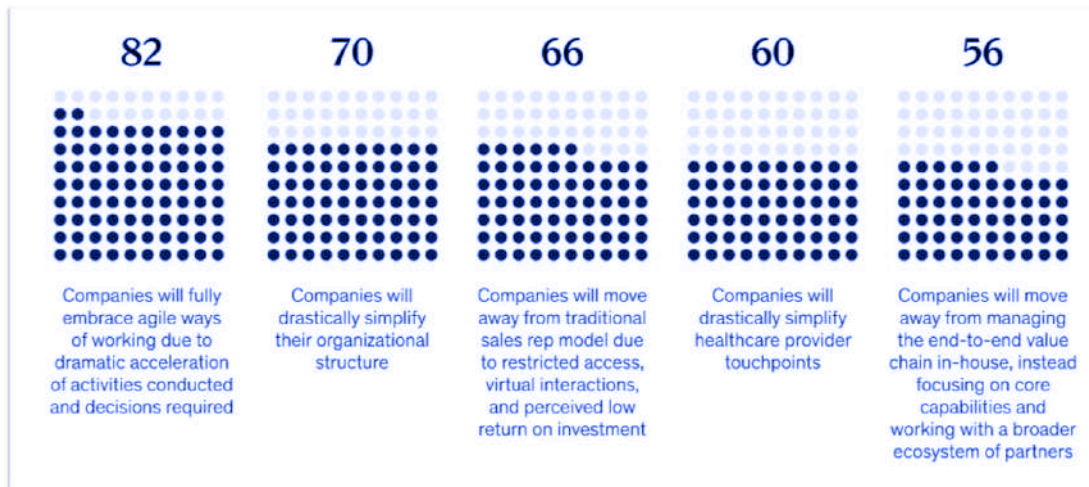 82
70
66
60
56
Companies will fully
embrace agile ways
of working due to
dramatic acceleration
of activities conducted
and decisions required
Companies will
drastically simplify
their organizational
structure
Companies will move
away from traditional
sales rep model due
to restricted access,
virtual interactions,
and perceived low
return on investment
Companies will
drastically simplify
healthcare provider
touchpoints
Companies will move
away from managing
the end-to-end value
chain in-house, instead
focusing on core
capabilities and
working with a broader
ecosystem of partners